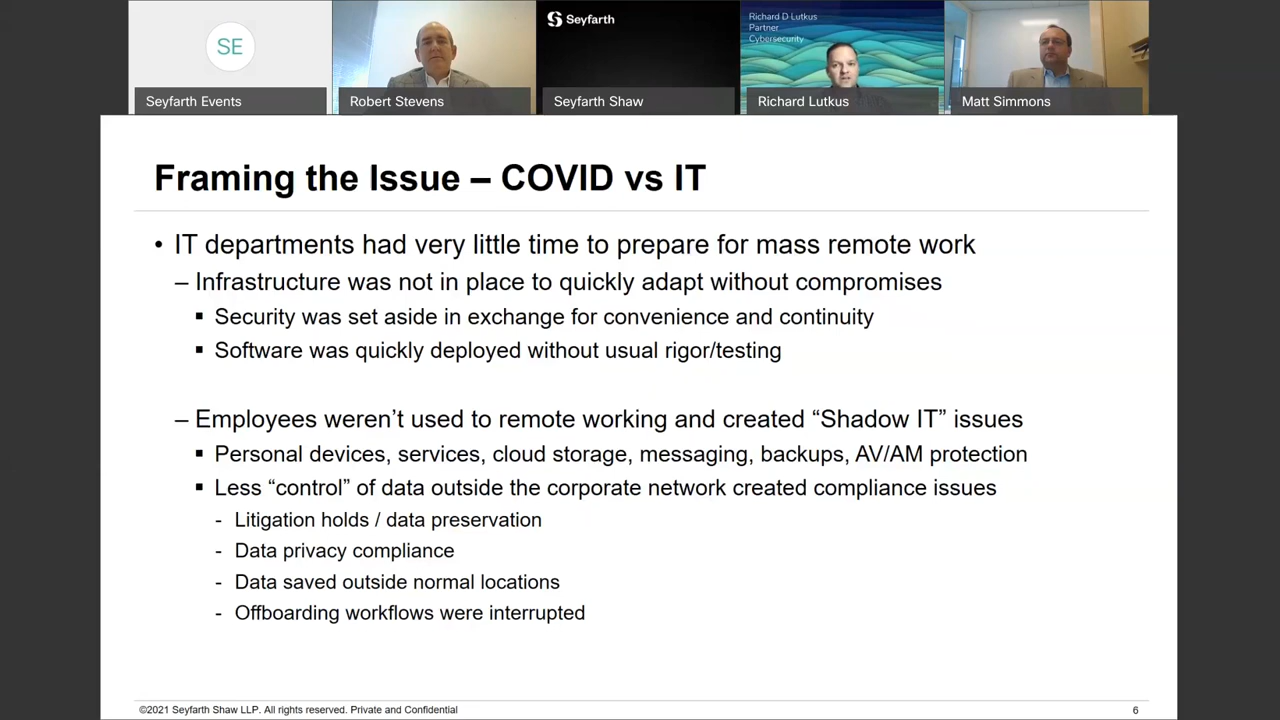 SE
Seyfarth Events
Robert Stevens
Seyfarth
Seyfarth Shaw
Richard D Lutkus
Partner
Cybersecurity
Richard Lutkus
Matt Simmons
Framing the Issue – COVID vs IT
• IT departments had very little time to prepare for mass remote work
– Infrastructure was not in place to quickly adapt without compromises
▪ Security was set aside in exchange for convenience and continuity
▪ Software was quickly deployed without usual rigor/testing
– Employees weren’t used to remote working and created “Shadow IT” issues
▪ Personal devices, services, cloud storage, messaging, backups, AV/AM protection
▪ Less “control” of data outside the corporate network created compliance issues
- Litigation holds / data preservation
- Data privacy compliance
- Data saved outside normal locations
- Offboarding workflows were interrupted
©2021 Seyfarth Shaw LLP. All rights reserved. Private and Confidential
6